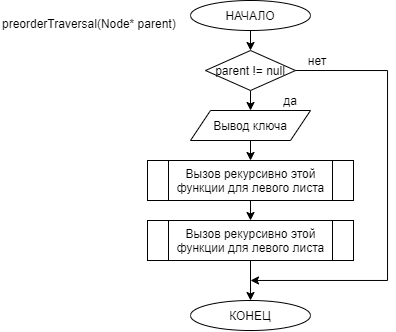 НАЧАЛО
preorderTraversal(Node* parent)
parent != null
нет
да
Вывод ключа
Вызов рекурсивно этой
функции для левого листа
Вызов рекурсивно этой
функции для левого листа
КОНЕЦ